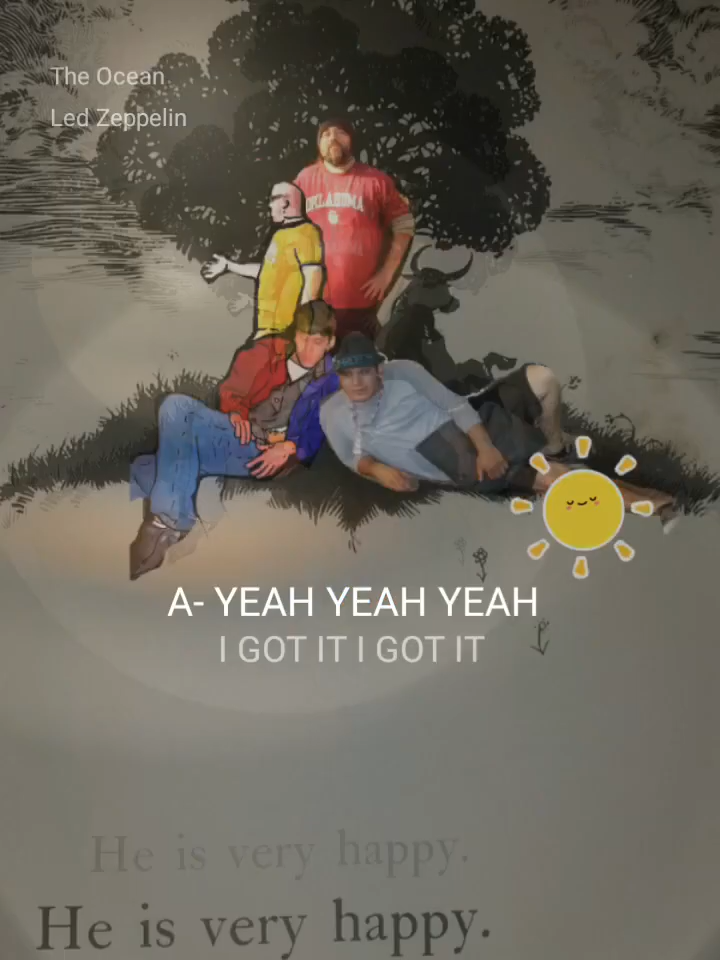 The Ocean
Led Zeppelin
OKLAHOMA
A- YEAH YEAH YEAH
I GOT IT I GOT IT
He is very happy.
He is very happy.